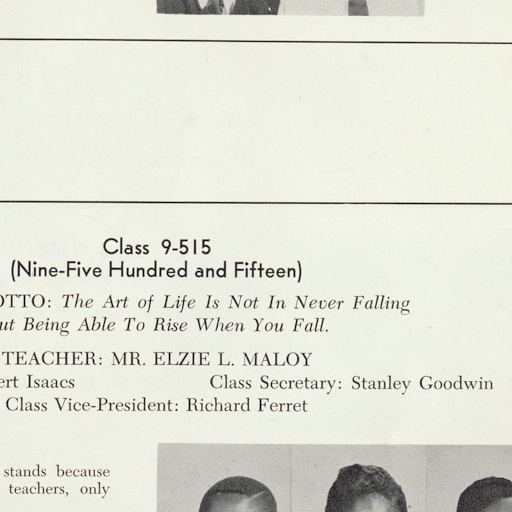 Class 9-515
(Nine-Five Hundred and Fifteen)
OTTO: The Art of Life Is Not In Never Falling
ut Being Able To Rise When You Fall.
TEACHER: MR. ELZIE L. MALOY
ert Isaacs Class Secretary: Stanley Goodwin
Class Vice-President: Richard Ferret
stands because
teachers, only